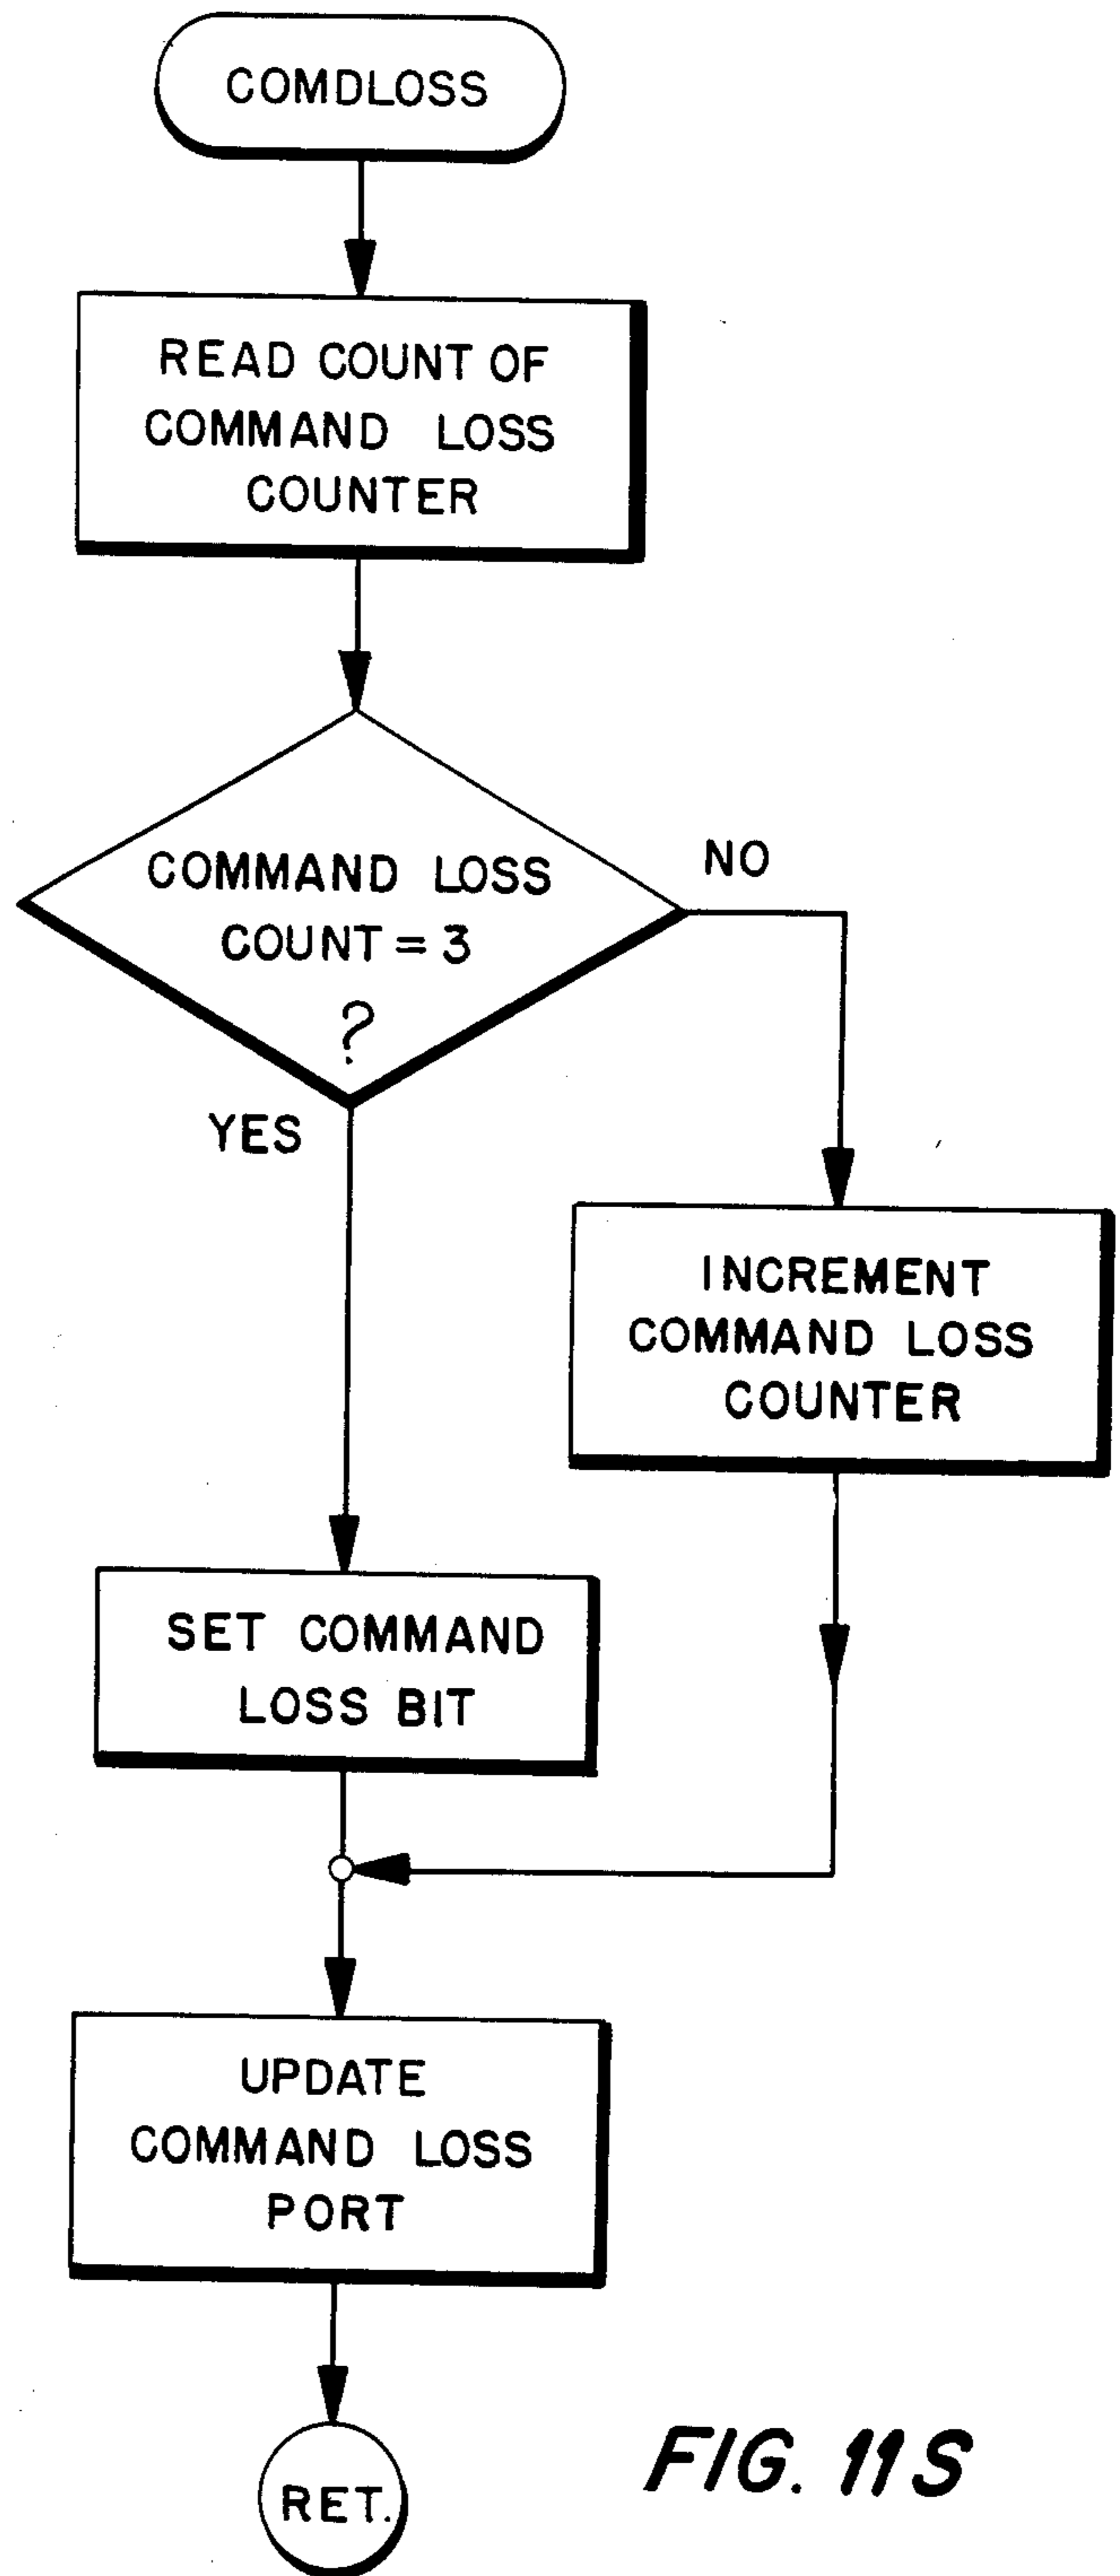 COMDLOSS
READ COUNT OF
COMMAND LOSS
COUNTER
COMMAND LOSS
COUNT = 3
?
NO
YES
INCREMENT
COMMAND LOSS
COUNTER
SET COMMAND
LOSS BIT
UPDATE
COMMAND LOSS
PORT
RET.
FIG. 11S